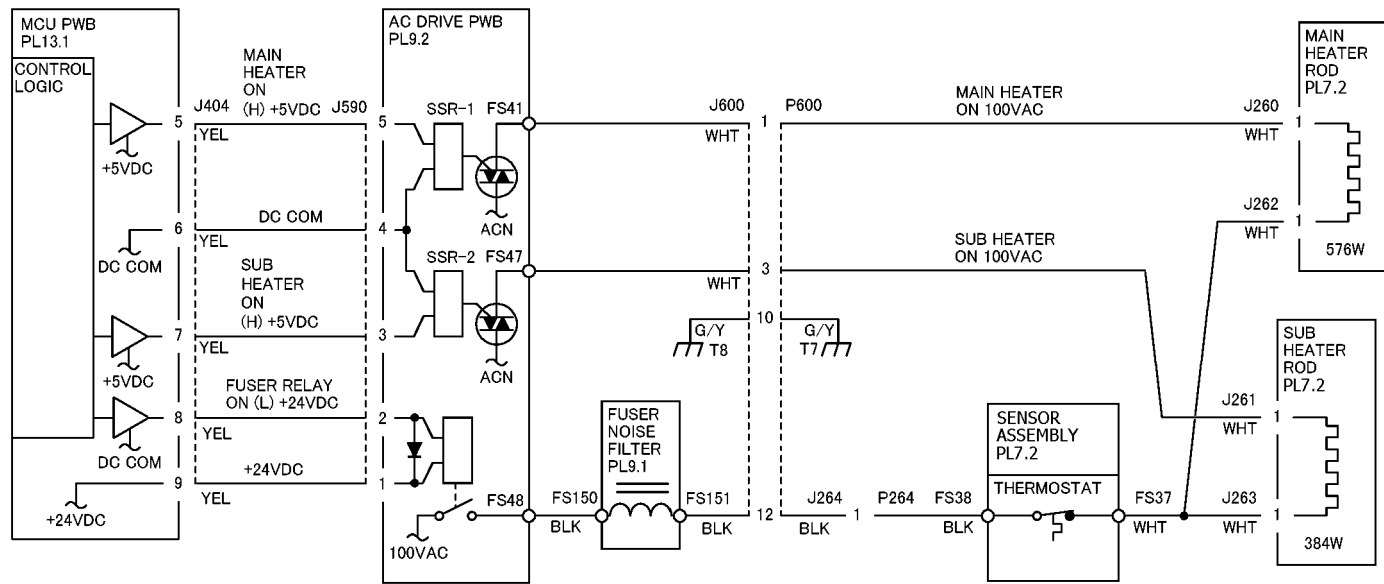 MCU PWB
PL13.1
CONTROL
LOGIC
+5VDC
DC COM
+5VDC
DC COM
+24VDC
5
6
7
8
9
J404
YEL
YEL
YEL
YEL
YEL
MAIN
HEATER
ON
(H) +5VDC
DC COM
SUB
HEATER
ON
(H) +5VDC
FUSER RELAY
ON (L) +24VDC
+24VDC
J590
AC DRIVE PWB
PL9.2
5
4
3
2
1
SSR-1
FS41
ACN
SSR-2
FS47
ACN
FS48
100VAC
FS150
BLK
FUSER
NOISE
FILTER
PL9.1
FS151
BLK
J600
P600
WHT
1
WHT
3
G/Y
T8
10
G/Y
T7
12
MAIN HEATER
ON 100VAC
SUB HEATER
ON 100VAC
J264
BLK
1
P264
FS38
BLK
SENSOR
ASSEMBLY
PL7.2
THERMOSTAT
FS37
WHT
J260
WHT
1
J262
WHT
1
MAIN
HEATER
ROD
PL7.2
576W
J261
WHT
1
J263
WHT
1
SUB
HEATER
ROD
PL7.2
384W